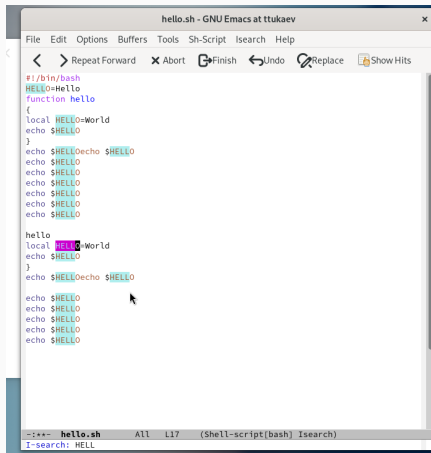 hello.sh - GNU Emacs at ttukaev
File Edit Options Buffers Tools Sh-Script Isearch Help
Repeat Forward Abort Finish Undo Replace Show Hits
#!/bin/bash
HELLO=Hello
function hello
{
local HELLO=World
echo $HELLO
}
echo $HELLOecho $HELLO
echo $HELLO
echo $HELLO
echo $HELLO
echo $HELLO
echo $HELLO
echo $HELLO

hello
local HELLO=World
echo $HELLO
}
echo $HELLOecho $HELLO

echo $HELLO
echo $HELLO
echo $HELLO
echo $HELLO
echo $HELLO
-:**- hello.sh All L17 (Shell-script[bash] Isearch)
I-search: HELL